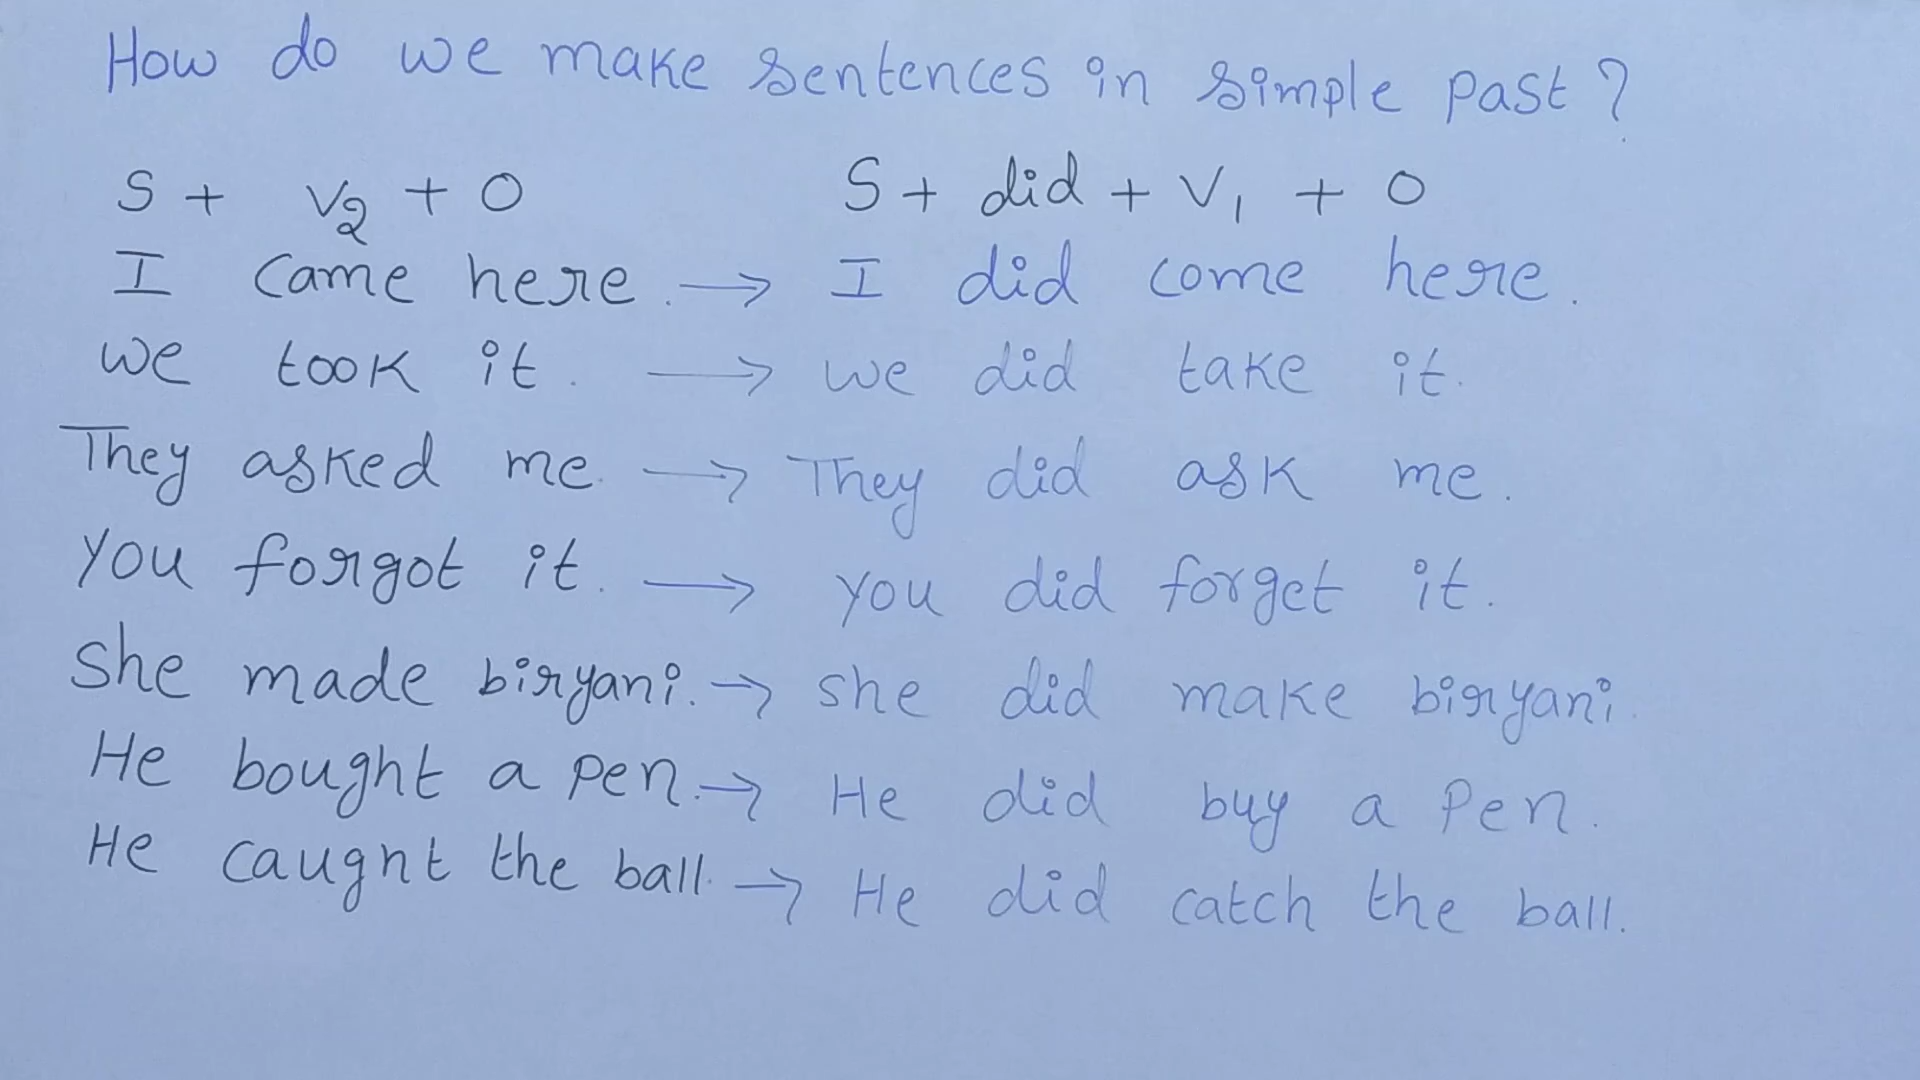 How do we make sentences in simple past?
S + V2 + O S + did + V1 + O
I came here. → I did come here.
we took it. → we did take it.
They asked me. → They did ask me.
you forgot it. → you did forget it.
she made biryani. → she did make biryani.
He bought a pen. → He did buy a pen.
He caught the ball. → He did catch the ball.